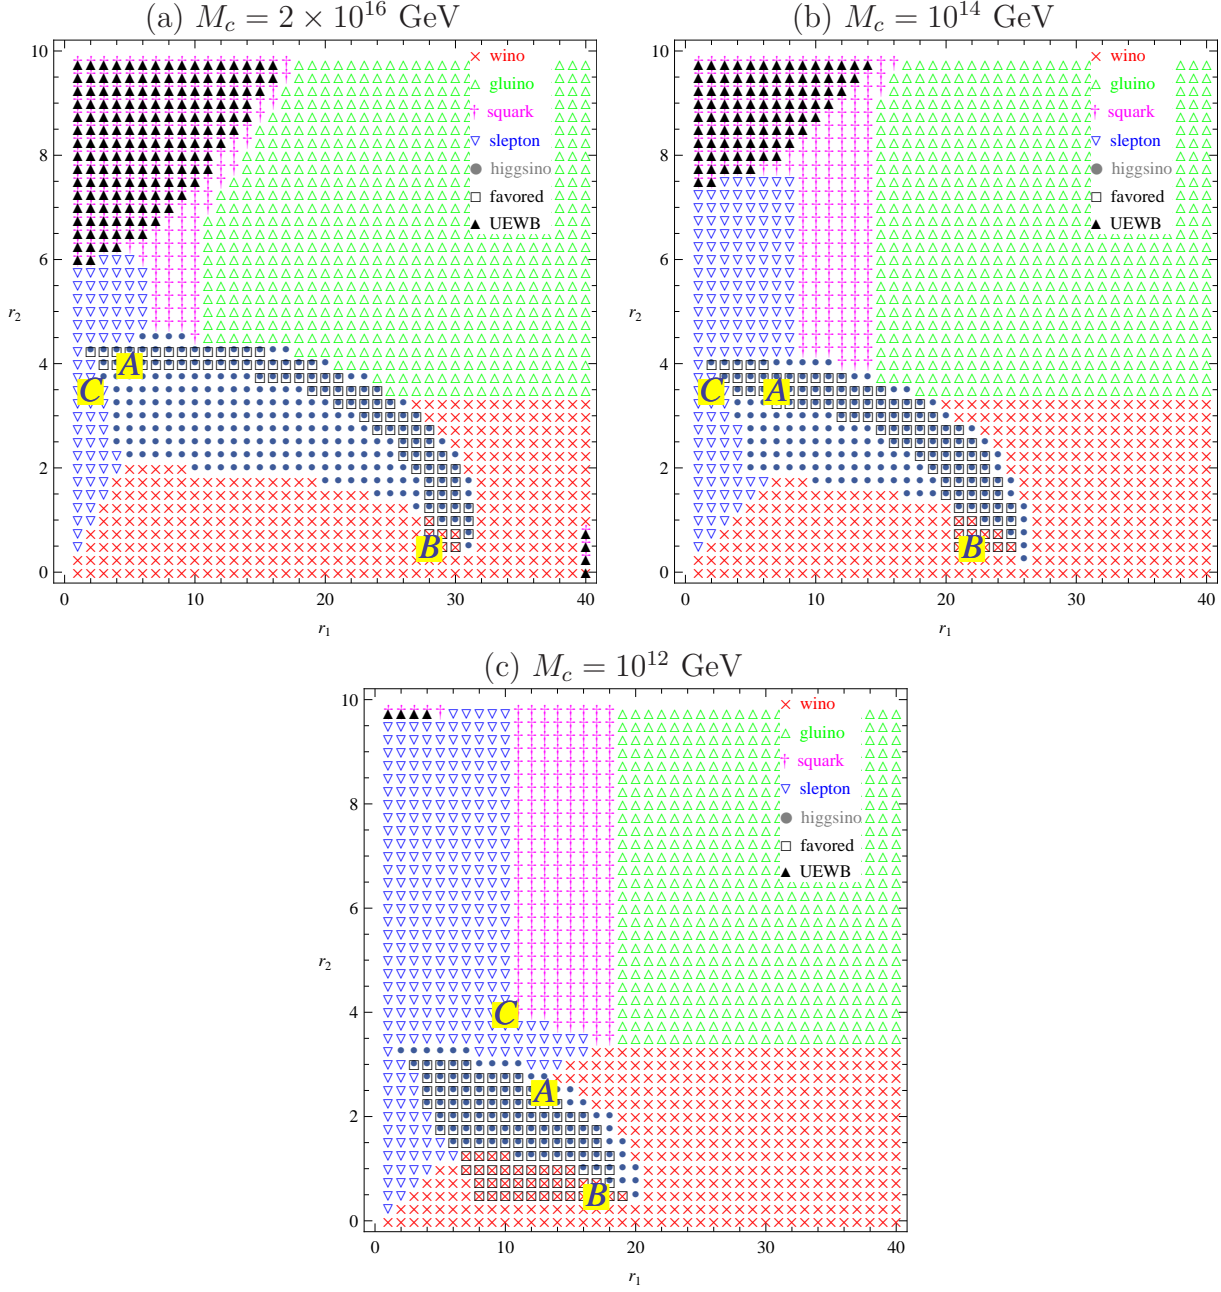 (a) M_c = 2 × 10^16 GeV
10
8
6
4
2
0
r_2
0 10 20 30 40
r_1
× wino
△ gluino
† squark
▽ slepton
● higgsino
□ favored
▲ UEWB
A
C
B
(b) M_c = 10^14 GeV
10
8
6
4
2
0
r_2
0 10 20 30 40
r_1
× wino
△ gluino
† squark
▽ slepton
● higgsino
□ favored
▲ UEWB
C A
B
(c) M_c = 10^12 GeV
10
8
6
4
2
0
r_2
0 10 20 30 40
r_1
× wino
△ gluino
† squark
▽ slepton
● higgsino
□ favored
▲ UEWB
C
A
B